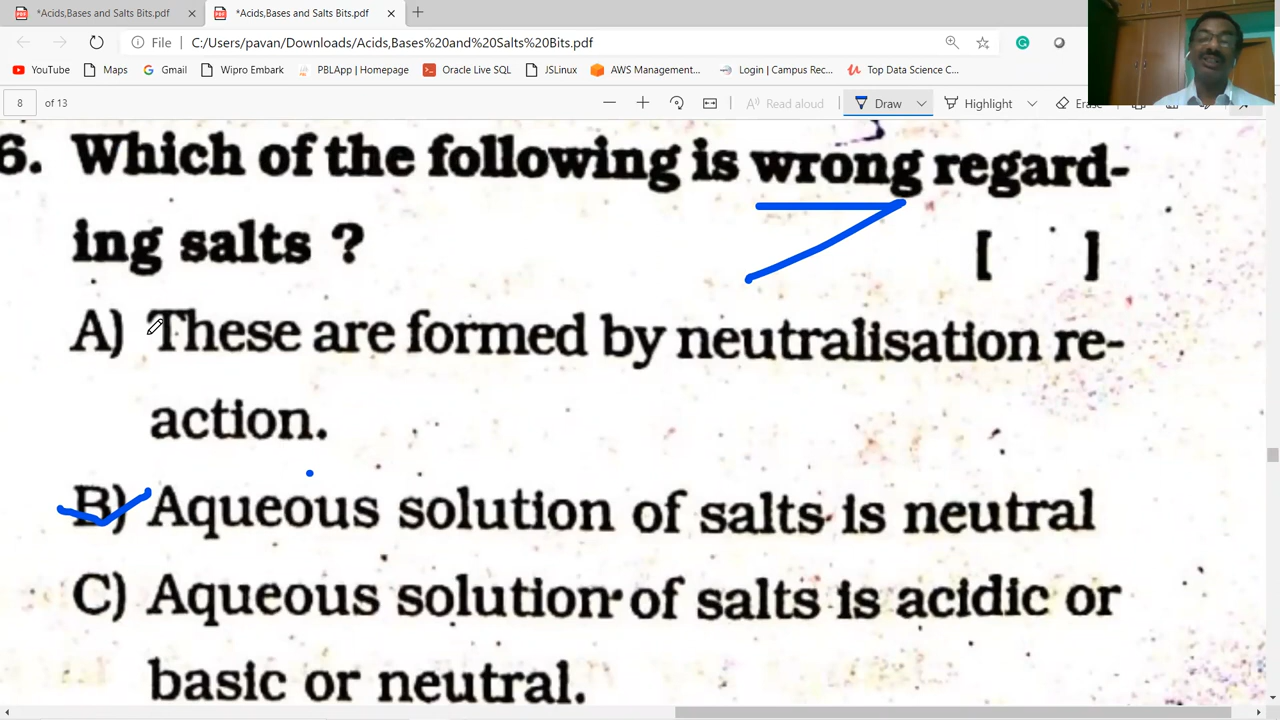 *Acids,Bases and Salts Bits.pdf
*Acids,Bases and Salts Bits.pdf
File
C:/Users/pavan/Downloads/Acids,Bases%20and%20Salts%20Bits.pdf
YouTube
Maps
Gmail
Wipro Embark
PBLApp | Homepage
Oracle Live SQL
JSLinux
AWS Management...
Login | Campus Rec...
Top Data Science C...
8 of 13
Read aloud
Draw
Highlight
Erase
6. Which of the following is wrong regard-
ing salts ? [ ]
A) These are formed by neutralisation re-
action.
B) Aqueous solution of salts is neutral
C) Aqueous solution of salts is acidic or
basic or neutral.